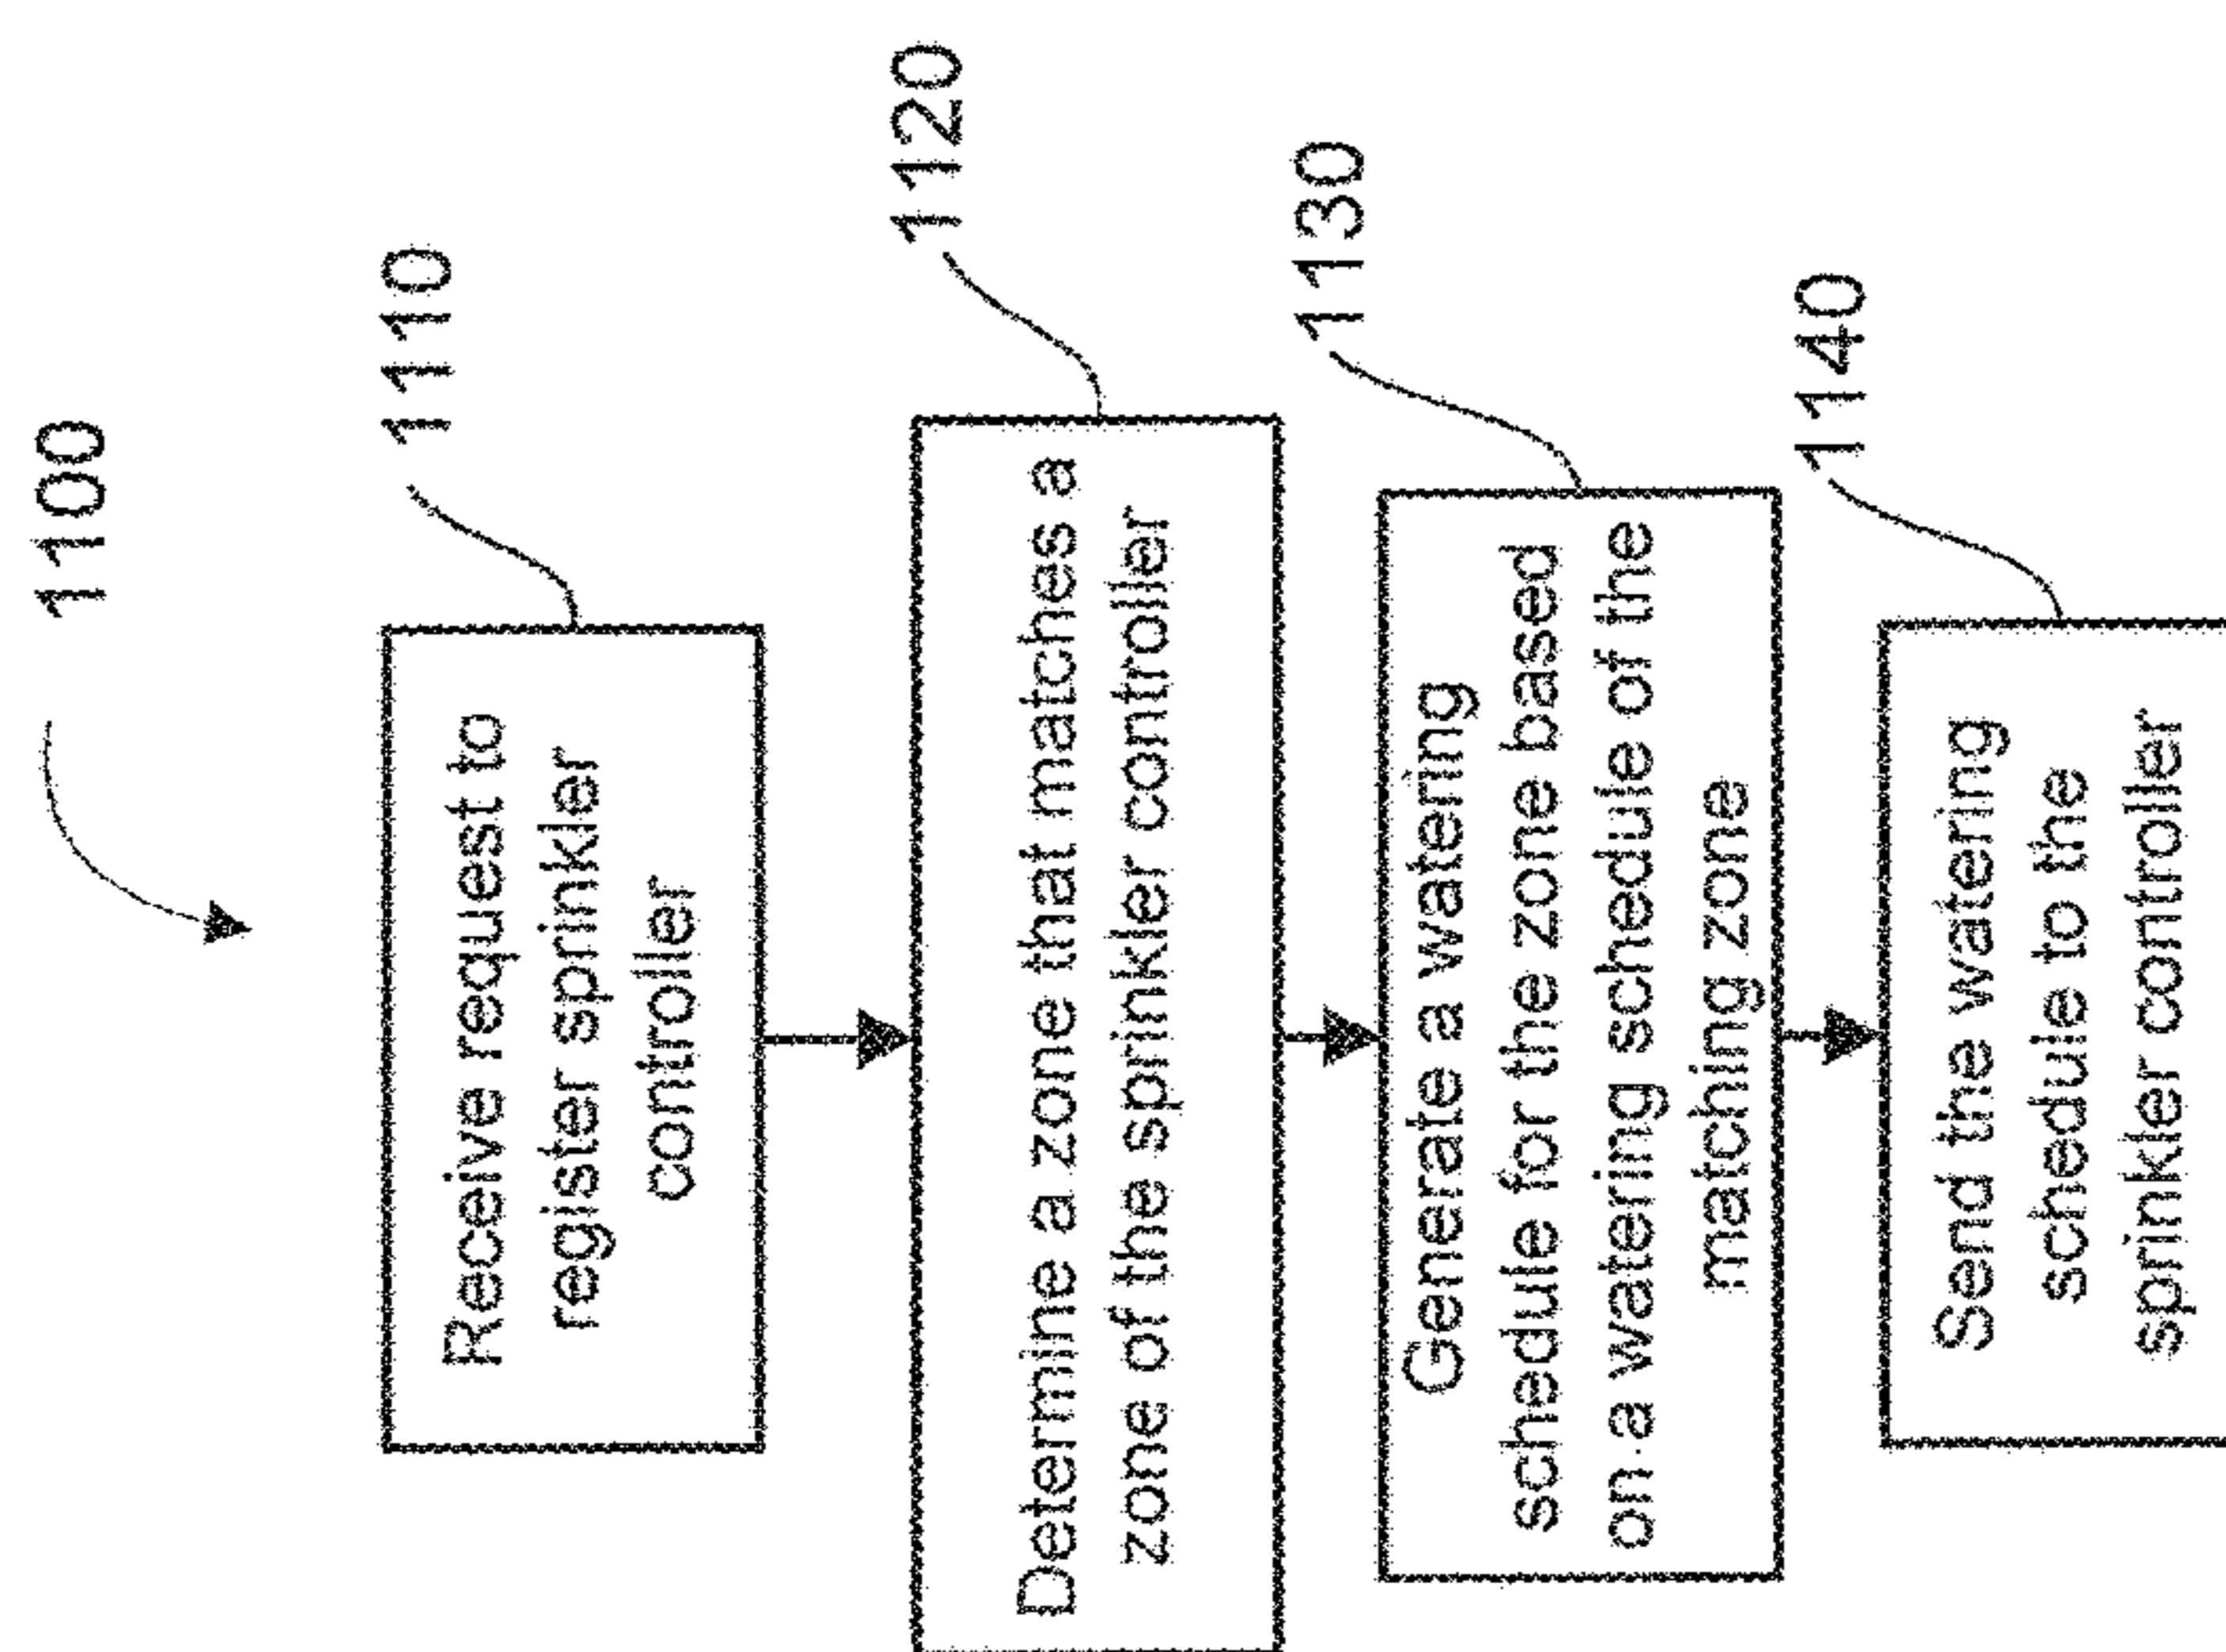 1100
1110
Receive request to
register sprinkler
controller
1120
Determine a zone that matches a
zone of the sprinkler controller
1130
Generate a watering
schedule for the zone based
on a watering schedule of the
matching zone
1140
Send the watering
schedule to the
sprinkler controller